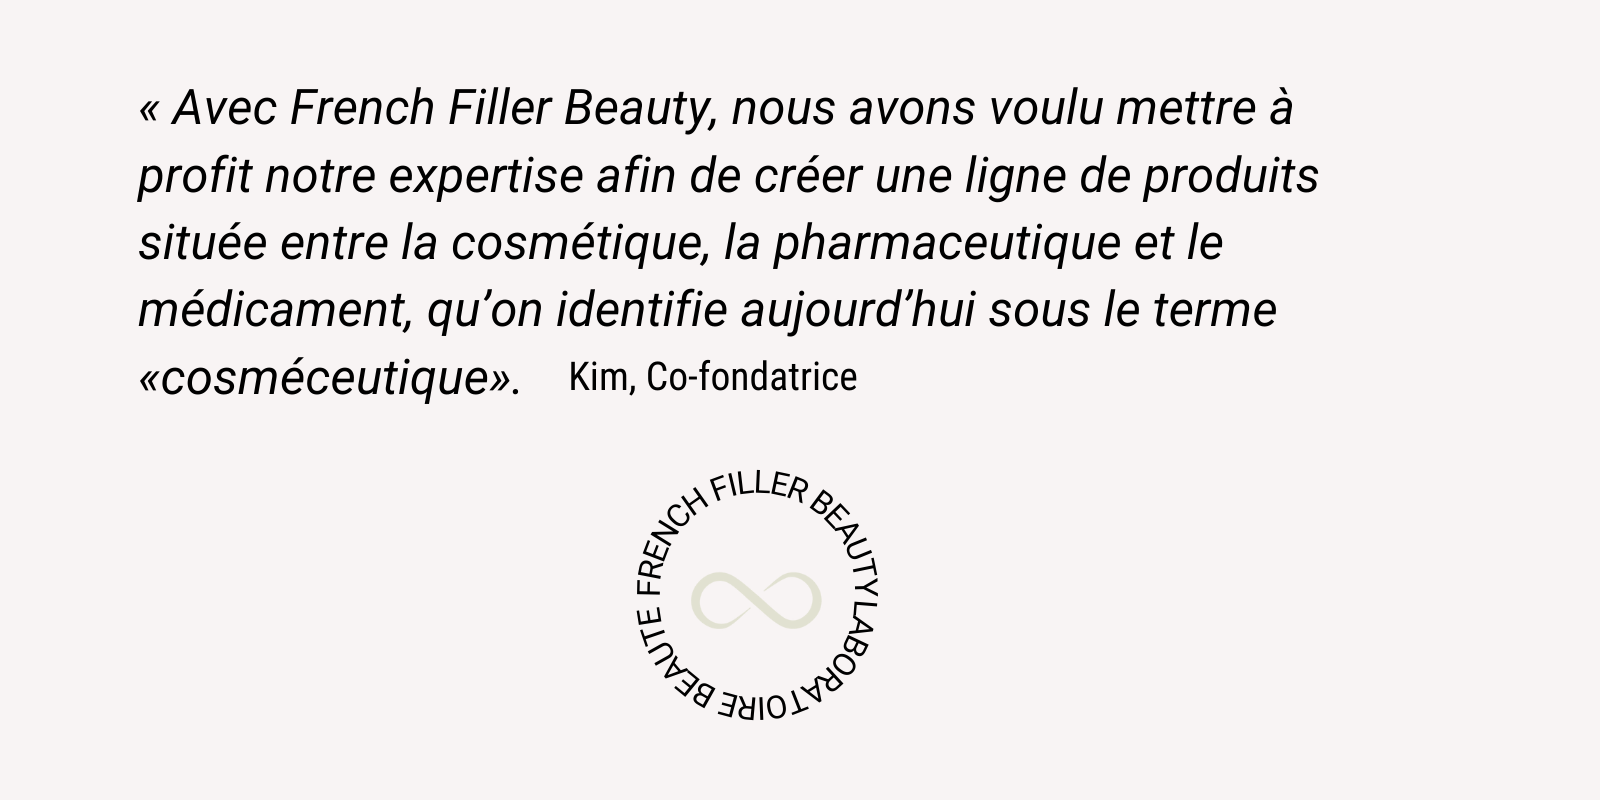 « Avec French Filler Beauty, nous avons voulu mettre à
profit notre expertise afin de créer une ligne de produits
située entre la cosmétique, la pharmaceutique et le
médicament, qu’on identifie aujourd’hui sous le terme
«cosméceutique». Kim, Co-fondatrice
FRENCH FILLER BEAUTY LABORATOIRE BEAUTE